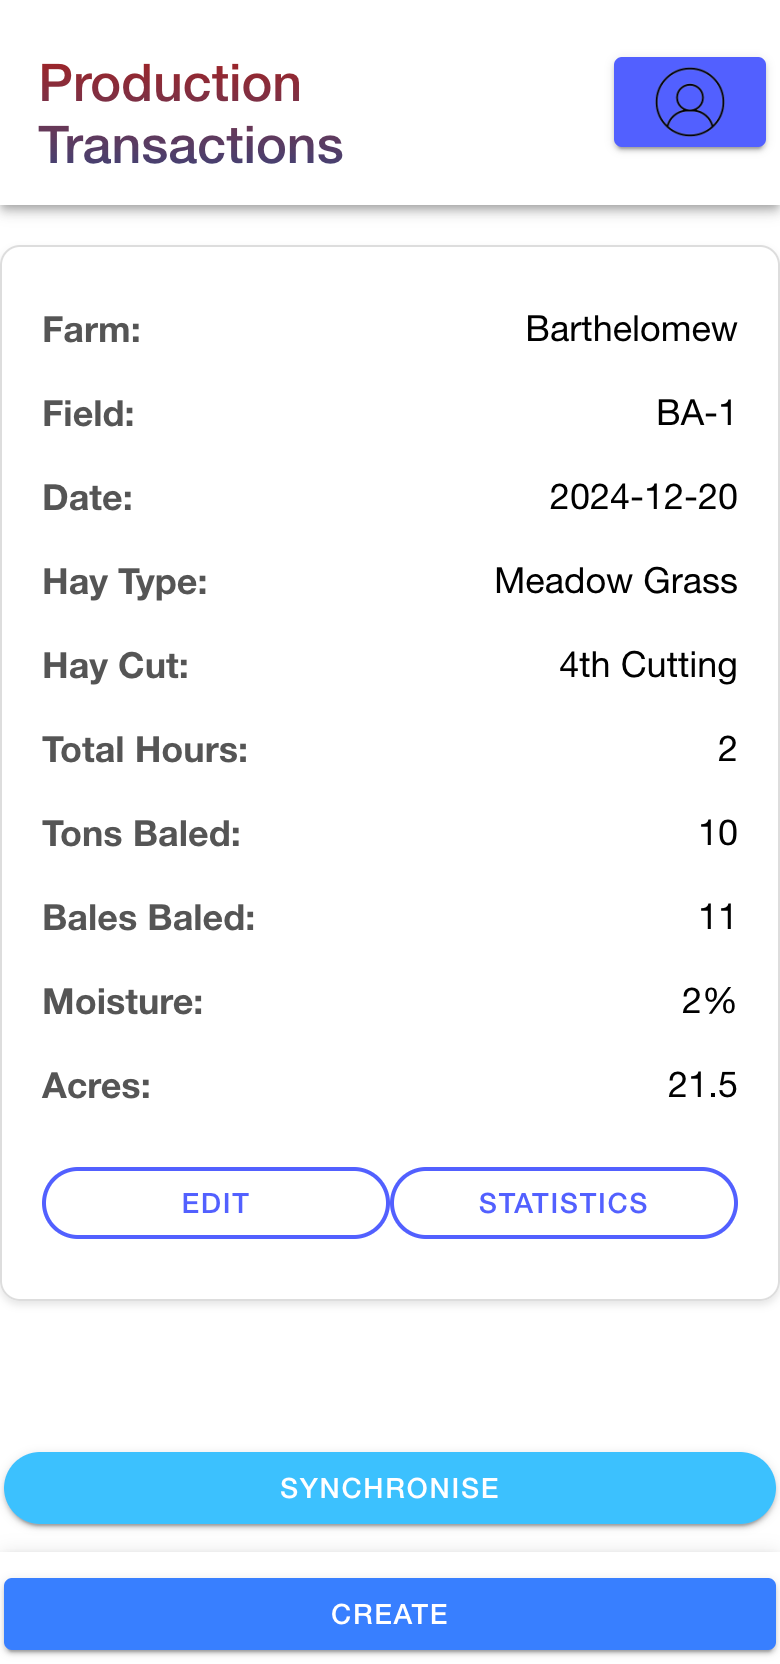 Production
Transactions
Farm: Barthelomew
Field: BA-1
Date: 2024-12-20
Hay Type: Meadow Grass
Hay Cut: 4th Cutting
Total Hours: 2
Tons Baled: 10
Bales Baled: 11
Moisture: 2%
Acres: 21.5
EDIT STATISTICS
SYNCHRONISE
CREATE